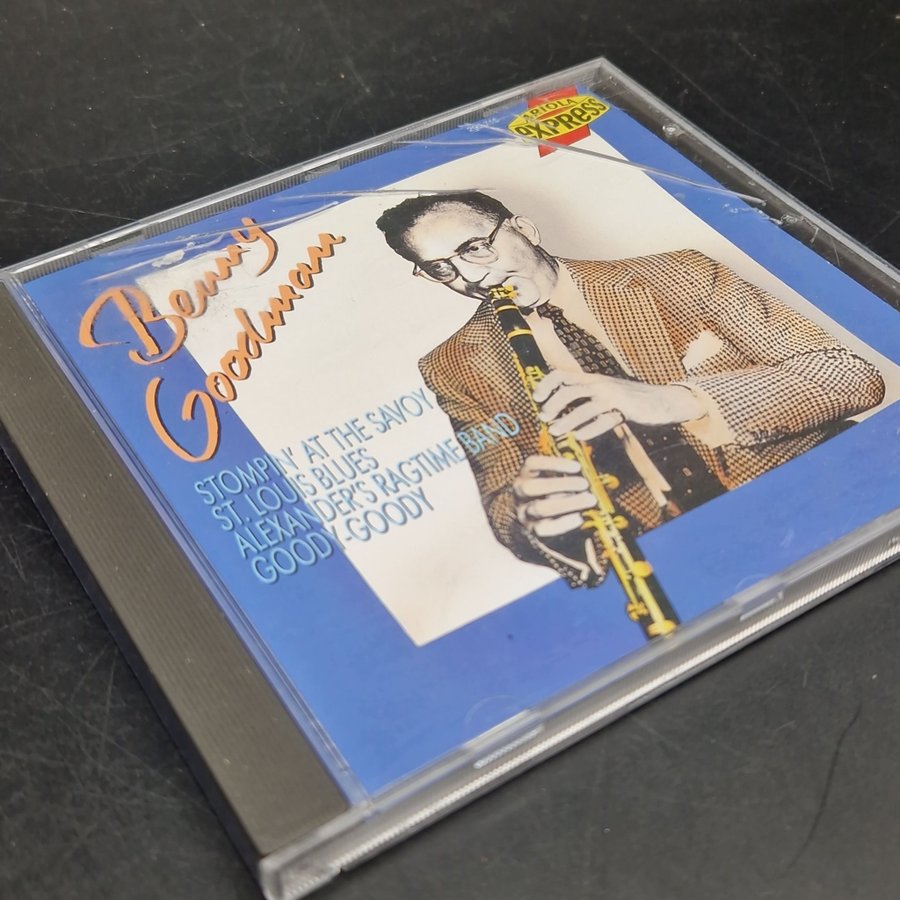 ARIOLA
EXPRESS
Benny
Goodman
STOMPIN' AT THE SAVOY
ST. LOUIS BLUES
ALEXANDER'S RAGTIME BAND
GOODY-GOODY